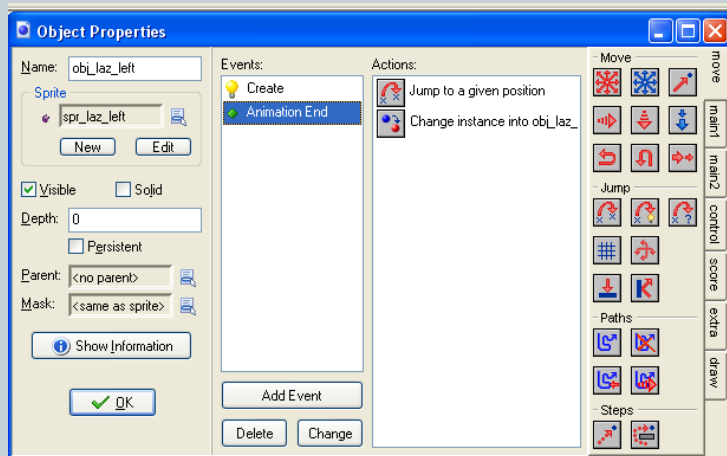 Object Properties
Name: obj_laz_left
Sprite
spr_laz_left
New Edit
Visible Solid
Depth: 0
Persistent
Parent: <no parent>
Mask: <same as sprite>
Show Information
OK
Events:
Create
Animation End
Add Event
Delete Change
Actions:
Jump to a given position
Change instance into obj_laz_
Move
Jump
Paths
Steps
move
main1
main2
control
score
extra
draw